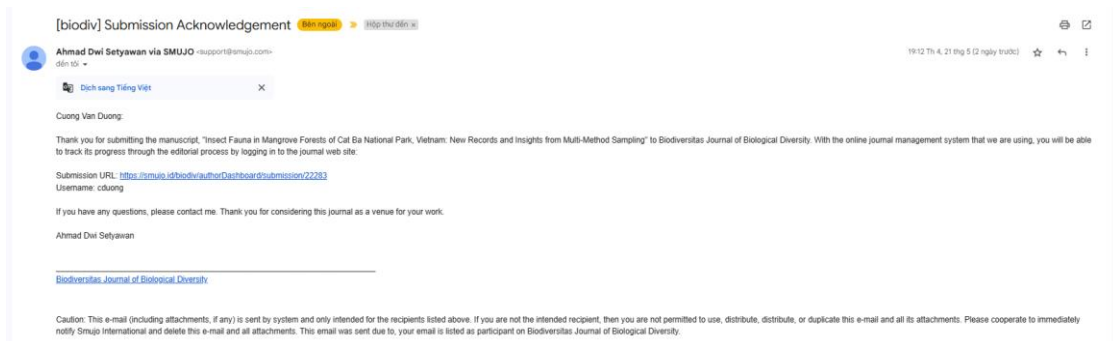 [biodiv] Submission Acknowledgement Bên ngoài Hộp thư đến x
Ahmad Dwi Setyawan via SMUJO <support@smujo.com> 19:12 Th 4, 21 thg 5 (2 ngày trước)
đến tôi
Dịch sang Tiếng Việt X
Cuong Van Duong:
Thank you for submitting the manuscript, "Insect Fauna in Mangrove Forests of Cat Ba National Park, Vietnam: New Records and Insights from Multi-Method Sampling" to Biodiversitas Journal of Biological Diversity. With the online journal management system that we are using, you will be able
to track its progress through the editorial process by logging in to the journal web site:
Submission URL: https://smujo.id/biodiv/authorDashboard/submission/22283
Username: cduong
If you have any questions, please contact me. Thank you for considering this journal as a venue for your work.
Ahmad Dwi Setyawan
Biodiversitas Journal of Biological Diversity
Caution: This e-mail (including attachments, if any) is sent by system and only intended for the recipients listed above. If you are not the intended recipient, then you are not permitted to use, distribute, distribute, or duplicate this e-mail and all its attachments. Please cooperate to immediately
notify Smujo International and delete this e-mail and all attachments. This email was sent due to, your email is listed as participant on Biodiversitas Journal of Biological Diversity.